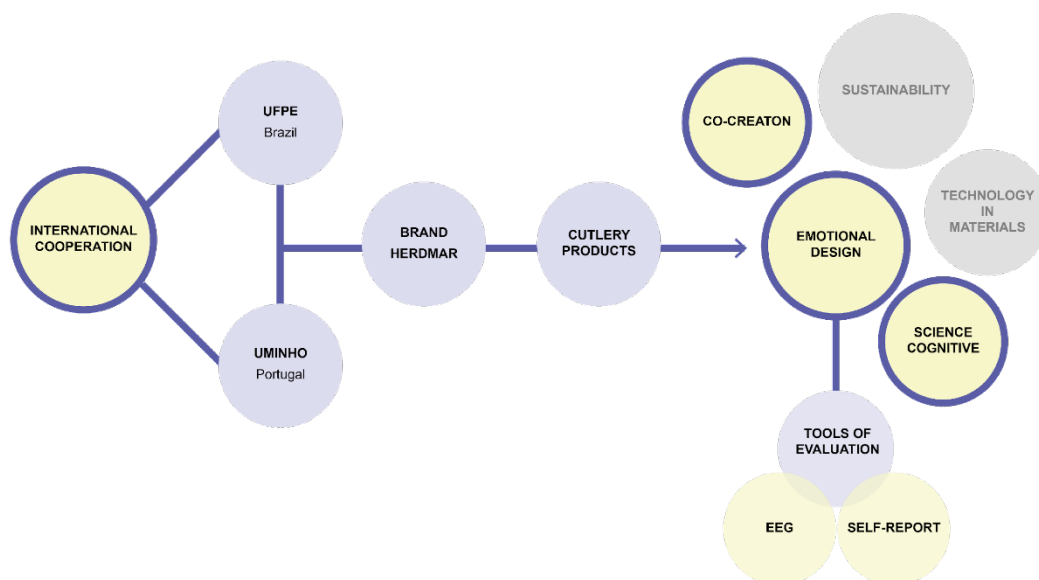 INTERNATIONAL
COOPERATION
UFPE
Brazil
UMINHO
Portugal
BRAND
HERDMAR
CUTLERY
PRODUCTS
CO-CREATON
SUSTAINABILITY
TECHNOLOGY
IN
MATERIALS
EMOTIONAL
DESIGN
SCIENCE
COGNITIVE
TOOLS OF
EVALUATION
EEG
SELF-REPORT